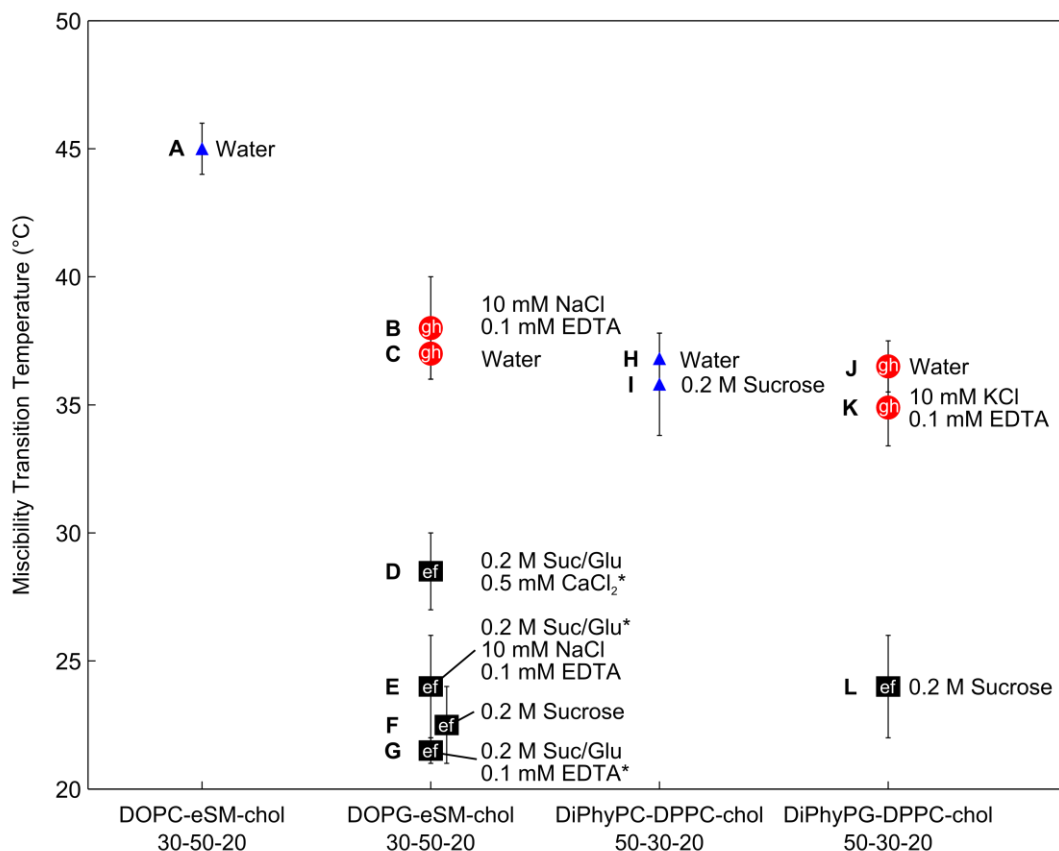 50
45
40
35
30
25
20
Miscibility Transition Temperature (°C)
A
Water
B
gh
10 mM NaCl
0.1 mM EDTA
C
gh
Water
D
ef
0.2 M Suc/Glu
0.5 mM CaCl₂*
0.2 M Suc/Glu*
10 mM NaCl
0.1 mM EDTA
E
ef
F
ef
0.2 M Sucrose
G
ef
0.2 M Suc/Glu
0.1 mM EDTA*
H
Water
I
0.2 M Sucrose
J
gh
Water
K
gh
10 mM KCl
0.1 mM EDTA
L
ef
0.2 M Sucrose
DOPC-eSM-chol
30-50-20
DOPG-eSM-chol
30-50-20
DiPhyPC-DPPC-chol
50-30-20
DiPhyPG-DPPC-chol
50-30-20